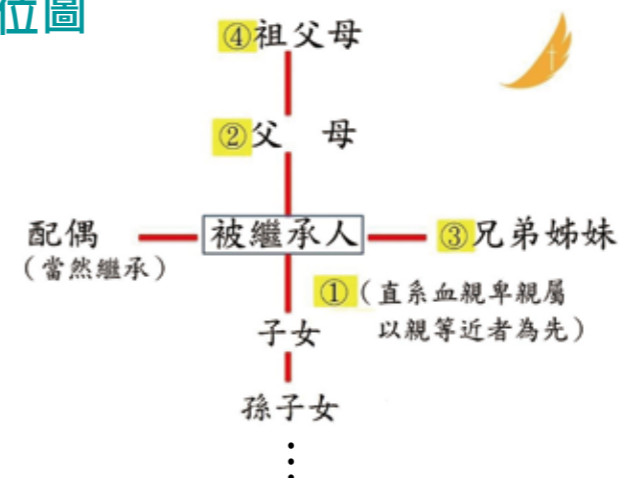 位圖
④祖父母
②父 母
配偶
(當然繼承)
被繼承人
③兄弟姊妹
①(直系血親卑親屬
以親等近者為先)
子女
孫子女